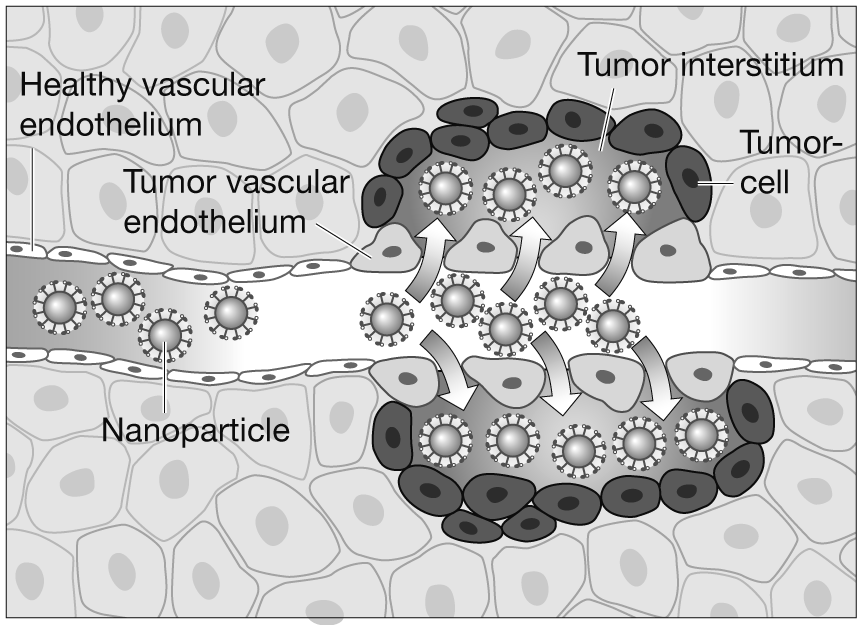 Healthy vascular
endothelium
Tumor interstitium
Tumor-
cell
Tumor vascular
endothelium
Nanoparticle